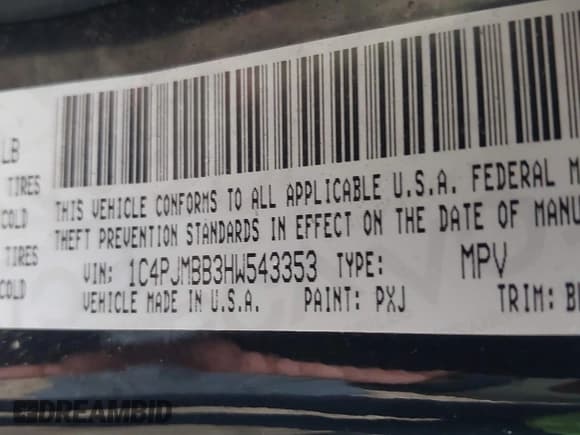 LB
TIRES
COLD
THIS VEHICLE CONFORMS TO ALL APPLICABLE U.S.A. FEDERAL M
THEFT PREVENTION STANDARDS IN EFFECT ON THE DATE OF MANU
TIRES
VIN: 1C4PJMBB3HW543353 TYPE: MPV
COLD
VEHICLE MADE IN U.S.A. PAINT: PXJ TRIM: B
DREAMBID